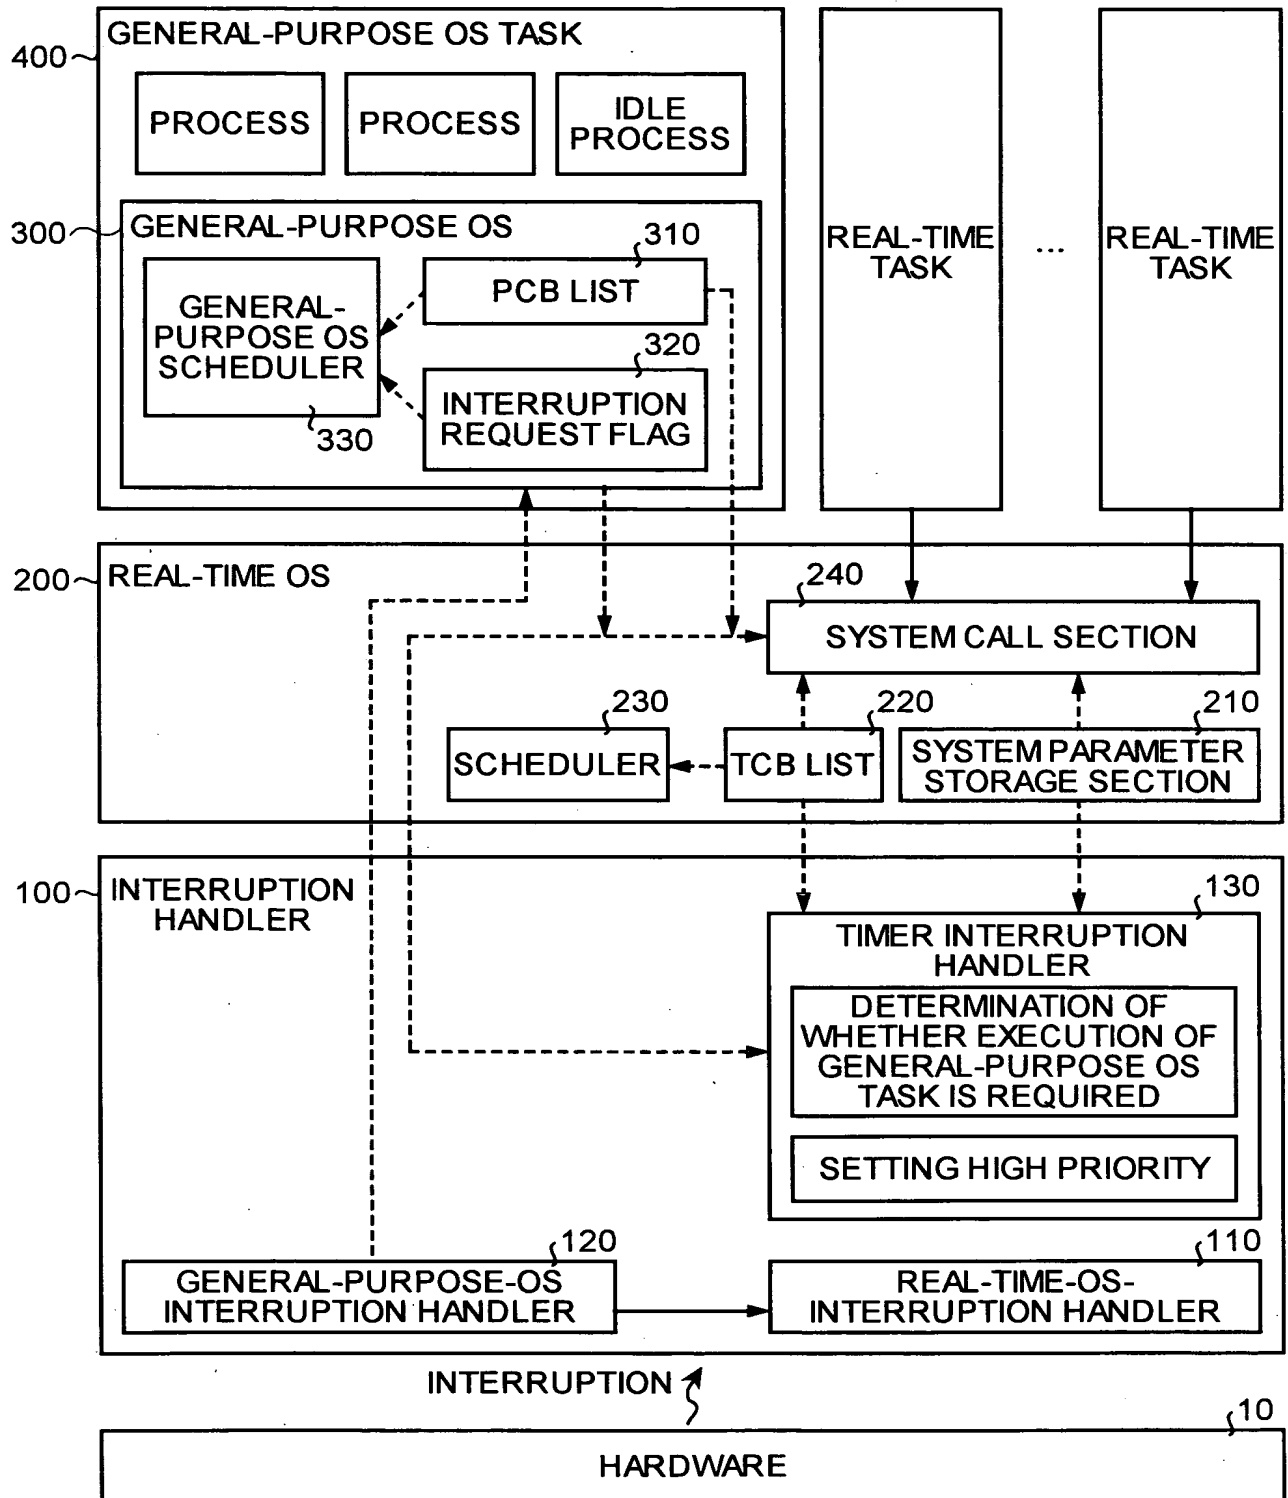 GENERAL-PURPOSE OS TASK
400
PROCESS
PROCESS
IDLE
PROCESS
300
GENERAL-PURPOSE OS
310
GENERAL-
PURPOSE OS
SCHEDULER
330
PCB LIST
320
INTERRUPTION
REQUEST FLAG
REAL-TIME
TASK
...
REAL-TIME
TASK
200
REAL-TIME OS
240
SYSTEM CALL SECTION
230
SCHEDULER
220
TCB LIST
210
SYSTEM PARAMETER
STORAGE SECTION
100
INTERRUPTION
HANDLER
130
TIMER INTERRUPTION
HANDLER
DETERMINATION OF
WHETHER EXECUTION OF
GENERAL-PURPOSE OS
TASK IS REQUIRED
SETTING HIGH PRIORITY
120
GENERAL-PURPOSE-OS
INTERRUPTION HANDLER
110
REAL-TIME-OS-
INTERRUPTION HANDLER
INTERRUPTION
10
HARDWARE